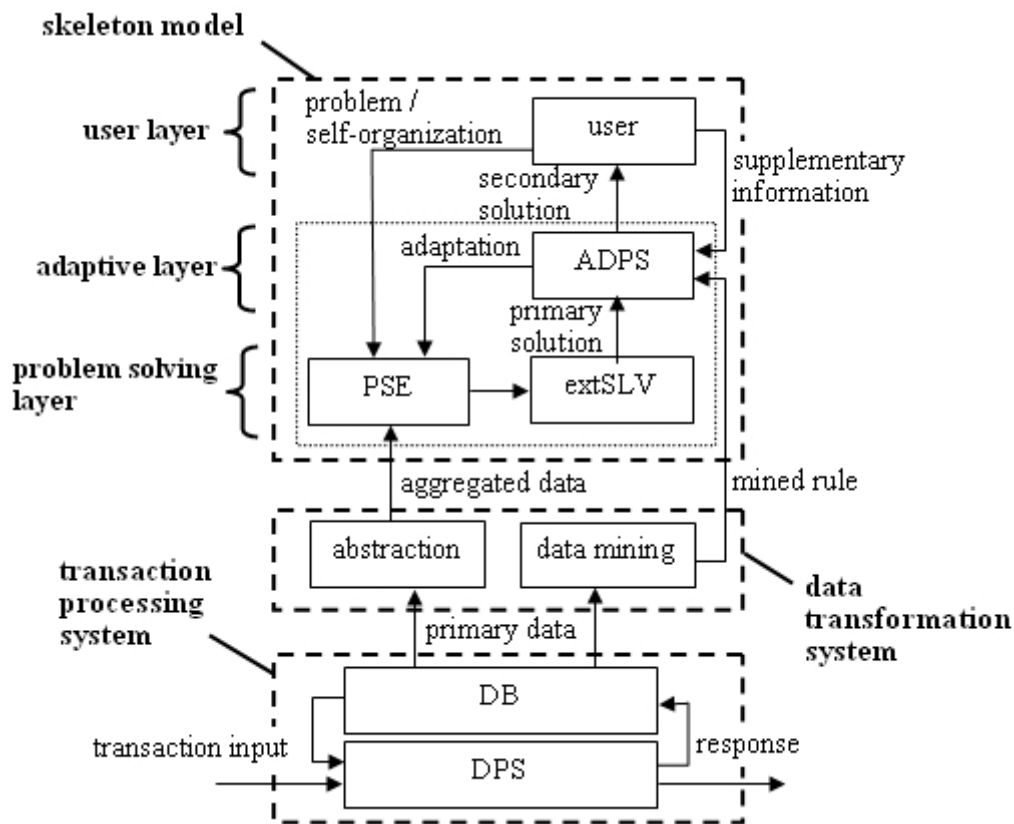 skeleton model
user layer
problem /
self-organization
user
supplementary
information
secondary
solution
adaptive layer
adaptation
ADPS
primary
solution
problem solving
layer
PSE
extSLV
aggregated data
mined rule
abstraction
data mining
transaction
processing
system
data
transformation
system
primary data
DB
transaction input
response
DPS